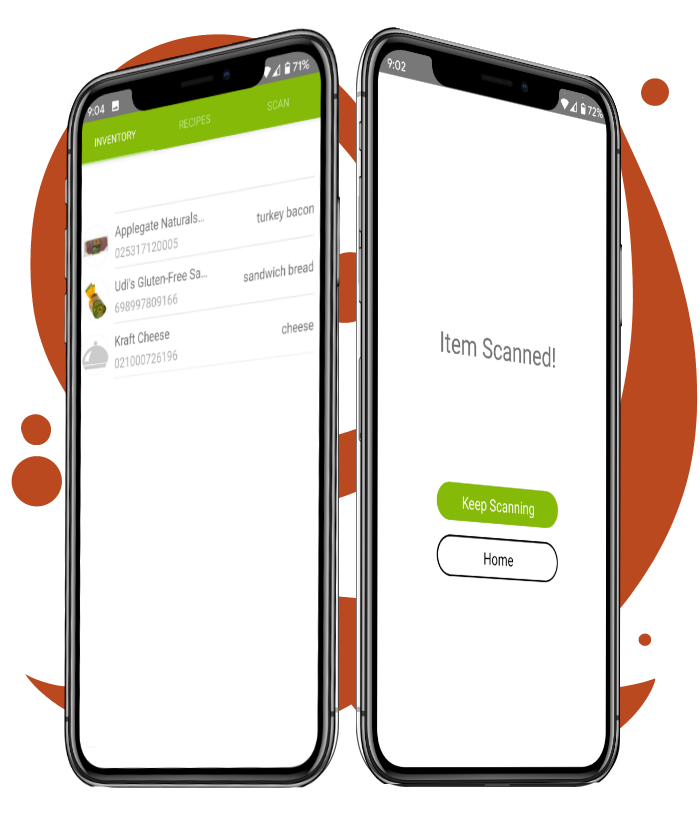 9:04 71%
INVENTORY RECIPES SCAN
Applegate Naturals... turkey bacon
025317120005
Udi's Gluten-Free Sa... sandwich bread
698997809166
Kraft Cheese cheese
021000726196
9:02 72%
Item Scanned!
Keep Scanning
Home